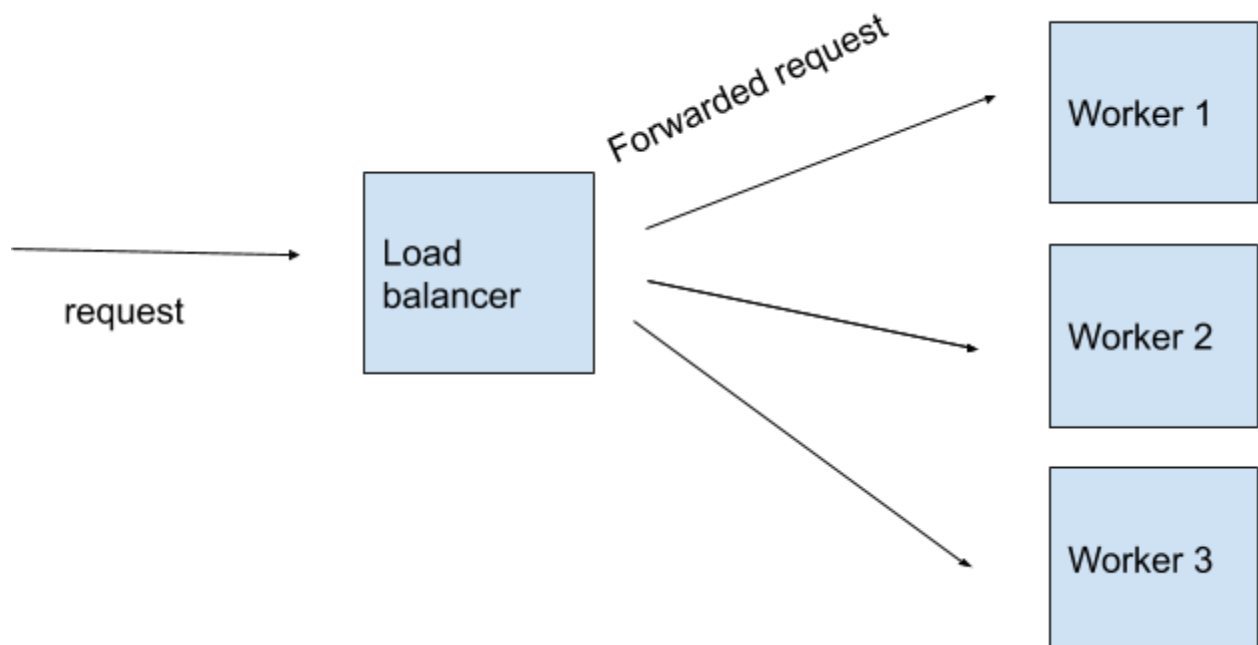 request
Load
balancer
Forwarded request
Worker 1
Worker 2
Worker 3